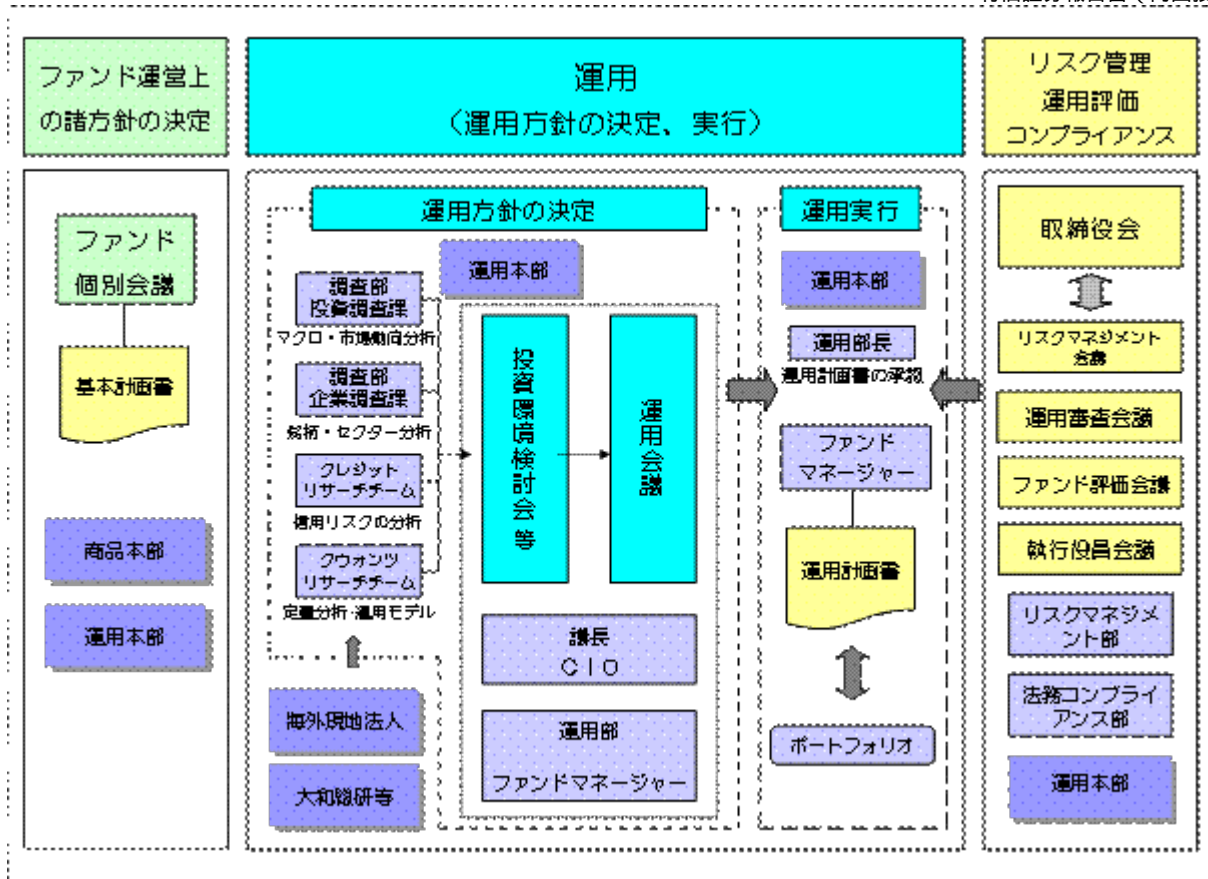 ファンド運営上
の諸方針の決定
運用
（運用方針の決定、実行）
リスク管理
運用評価
コンプライアンス
ファンド
個別会議
基本計画書
商品本部
運用本部
運用方針の決定
運用本部
調査部
投資調査課
マクロ・市場動向分析
調査部
企業調査課
銘柄・セクター分析
クレジット
リサーチチーム
信用リスクの分析
クウォンツ
リサーチチーム
定量分析・運用モデル
海外現地法人
大和総研等
投資環境検討会等
運用会議
議長
ＣＩＯ
運用部
ファンドマネージャー
運用実行
運用本部
運用部長
運用計画書の承認
ファンド
マネージャー
運用計画書
ポートフォリオ
取締役会
リスクマネジメント
会議
運用審査会議
ファンド評価会議
執行役員会議
リスクマネジメ
ント部
法務コンプライ
アンス部
運用本部